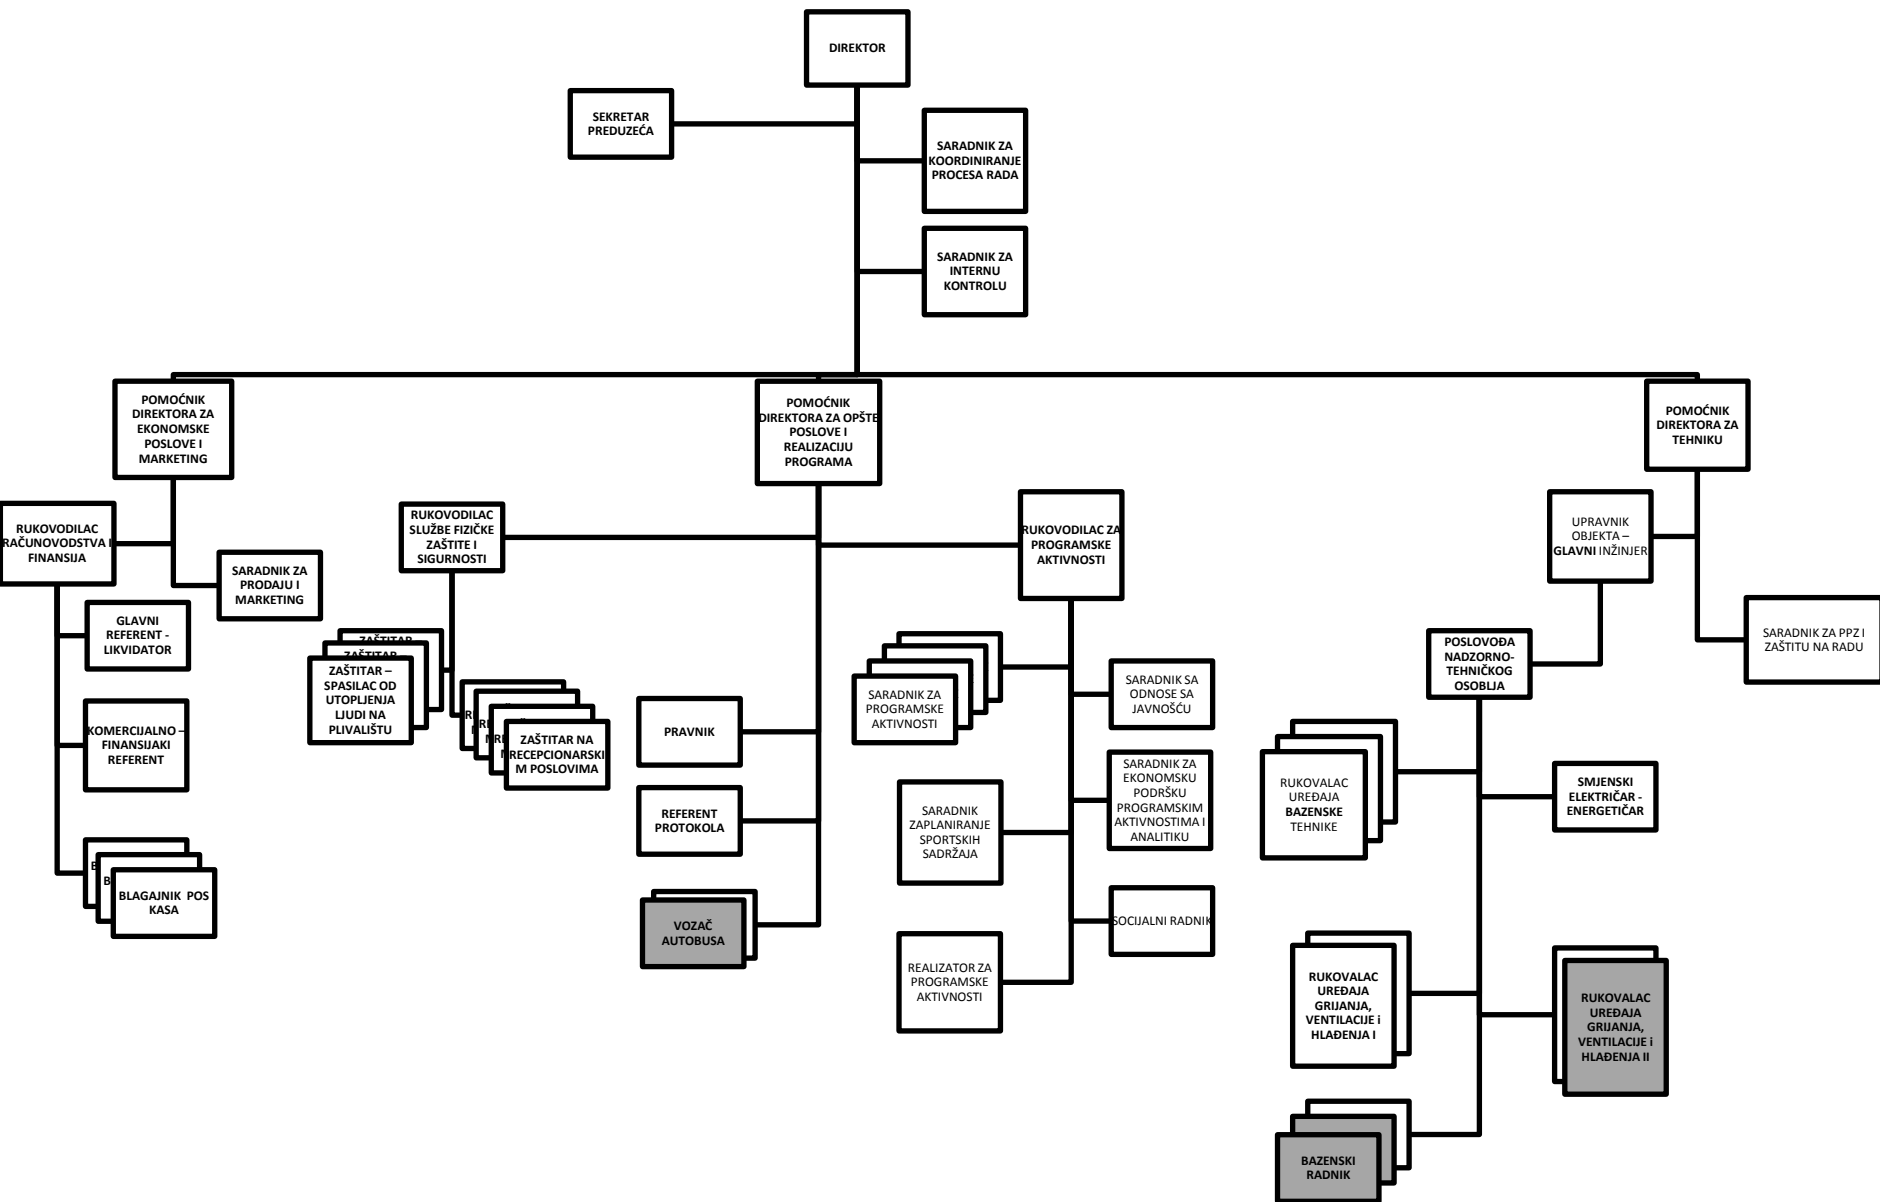 DIREKTOR
SEKRETAR
PREDUZEĆA
SARADNIK ZA
KOORDINIRANJE
PROCESA RADA
SARADNIK ZA
INTERNU
KONTROLU
POMOĆNIK
DIREKTORA ZA
EKONOMSKE
POSLOVE I
MARKETING
POMOĆNIK
DIREKTORA ZA OPŠTE
POSLOVE I
REALIZACIJU
PROGRAMA
POMOĆNIK
DIREKTORA ZA
TEHNIKU
RUKOVODILAC
RAČUNOVODSTVA I
FINANSIJA
SARADNIK ZA
PRODAJU I
MARKETING
GLAVNI
REFERENT -
LIKVIDATOR
KOMERCIJALNO –
FINANSIJAKI
REFERENT
B
B
BLAGAJNIK POS
KASA
RUKOVODILAC
SLUŽBE FIZIČKE
ZAŠTITE I
SIGURNOSTI
ZAŠTITAR
ZAŠTITAR
ZAŠTITAR –
SPASILAC OD
UTOPLJENJA
LJUDI NA
PLIVALIŠTU
ZAŠTITAR NA
RECEPCIONARSKI
M POSLOVIMA
PRAVNIK
REFERENT
PROTOKOLA
VOZAČ
AUTOBUSA
RUKOVODILAC ZA
PROGRAMSKE
AKTIVNOSTI
SARADNIK ZA
PROGRAMSKE
AKTIVNOSTI
SARADNIK SA
ODNOSE SA
JAVNOŠĆU
SARADNIK
ZAPLANIRANJE
SPORTSKIH
SADRŽAJA
SARADNIK ZA
EKONOMSKU
PODRŠKU
PROGRAMSKIM
AKTIVNOSTIMA I
ANALITIKU
REALIZATOR ZA
PROGRAMSKE
AKTIVNOSTI
SOCIJALNI RADNIK
UPRAVNIK
OBJEKTA –
GLAVNI INŽINJER
SARADNIK ZA PPZ I
ZAŠTITU NA RADU
POSLOVOĐA
NADZORNO-
TEHNIČKOG
OSOBLJA
RUKOVALAC
UREĐAJA
BAZENSKE
TEHNIKE
SMJENSKI
ELEKTRIČAR -
ENERGETIČAR
RUKOVALAC
UREĐAJA
GRIJANJA,
VENTILACIJE i
HLAĐENJA I
RUKOVALAC
UREĐAJA
GRIJANJA,
VENTILACIJE i
HLAĐENJA II
BAZENSKI
RADNIK